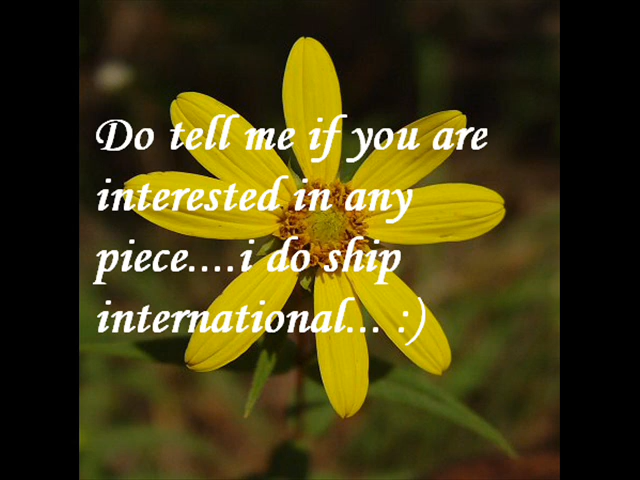 Do tell me if you are
interested in any
piece....i do ship
international... :)